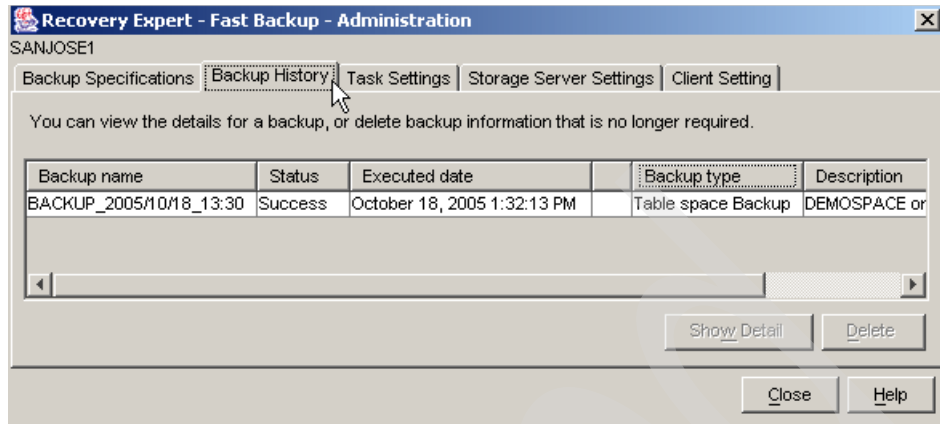 Recovery Expert - Fast Backup - Administration
SANJOSE1
Backup Specifications Backup History Task Settings Storage Server Settings Client Setting
You can view the details for a backup, or delete backup information that is no longer required.
Backup name Status Executed date Backup type Description
BACKUP_2005/10/18_13:30 Success October 18, 2005 1:32:13 PM Table space Backup DEMOSPACE or
Show Detail Delete
Close Help